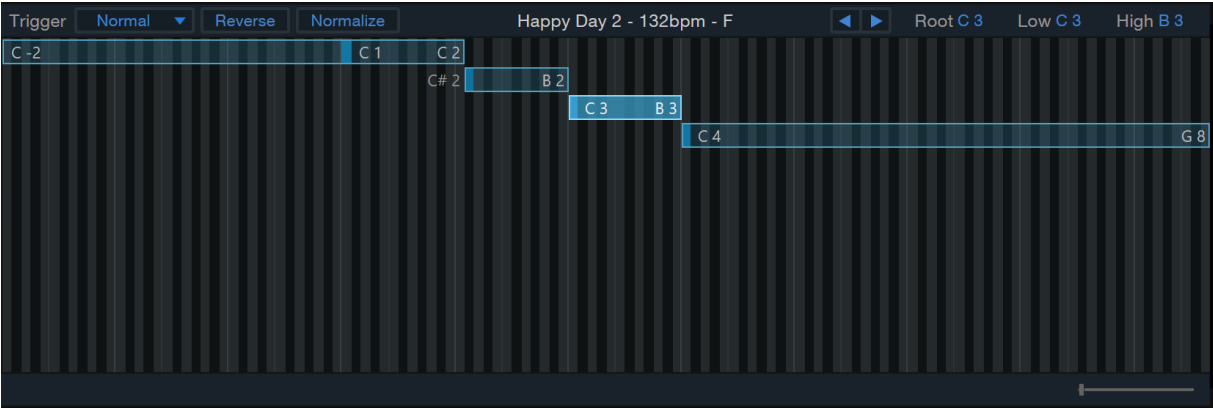 Trigger Normal Reverse Normalize Happy Day 2 - 132bpm - F Root C 3 Low C 3 High B 3
C -2 C 1 C 2
C# 2 B 2
C 3 B 3
C 4 G 8